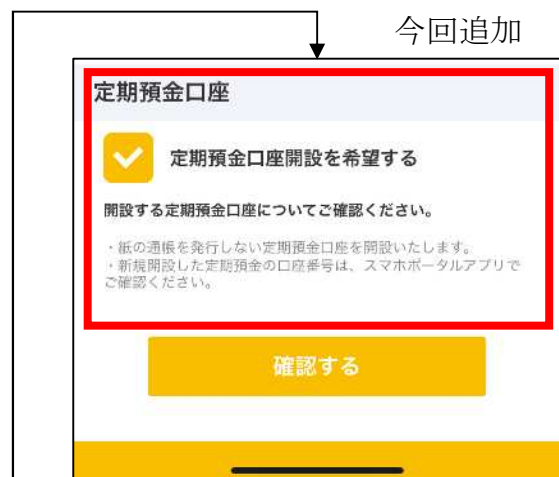 今回追加
定期預金口座
定期預金口座開設を希望する
開設する定期預金口座についてご確認ください。
・紙の通帳を発行しない定期預金口座を開設いたします。
・新規開設した定期預金の口座番号は、スマホポータルアプリで
ご確認ください。
確認する